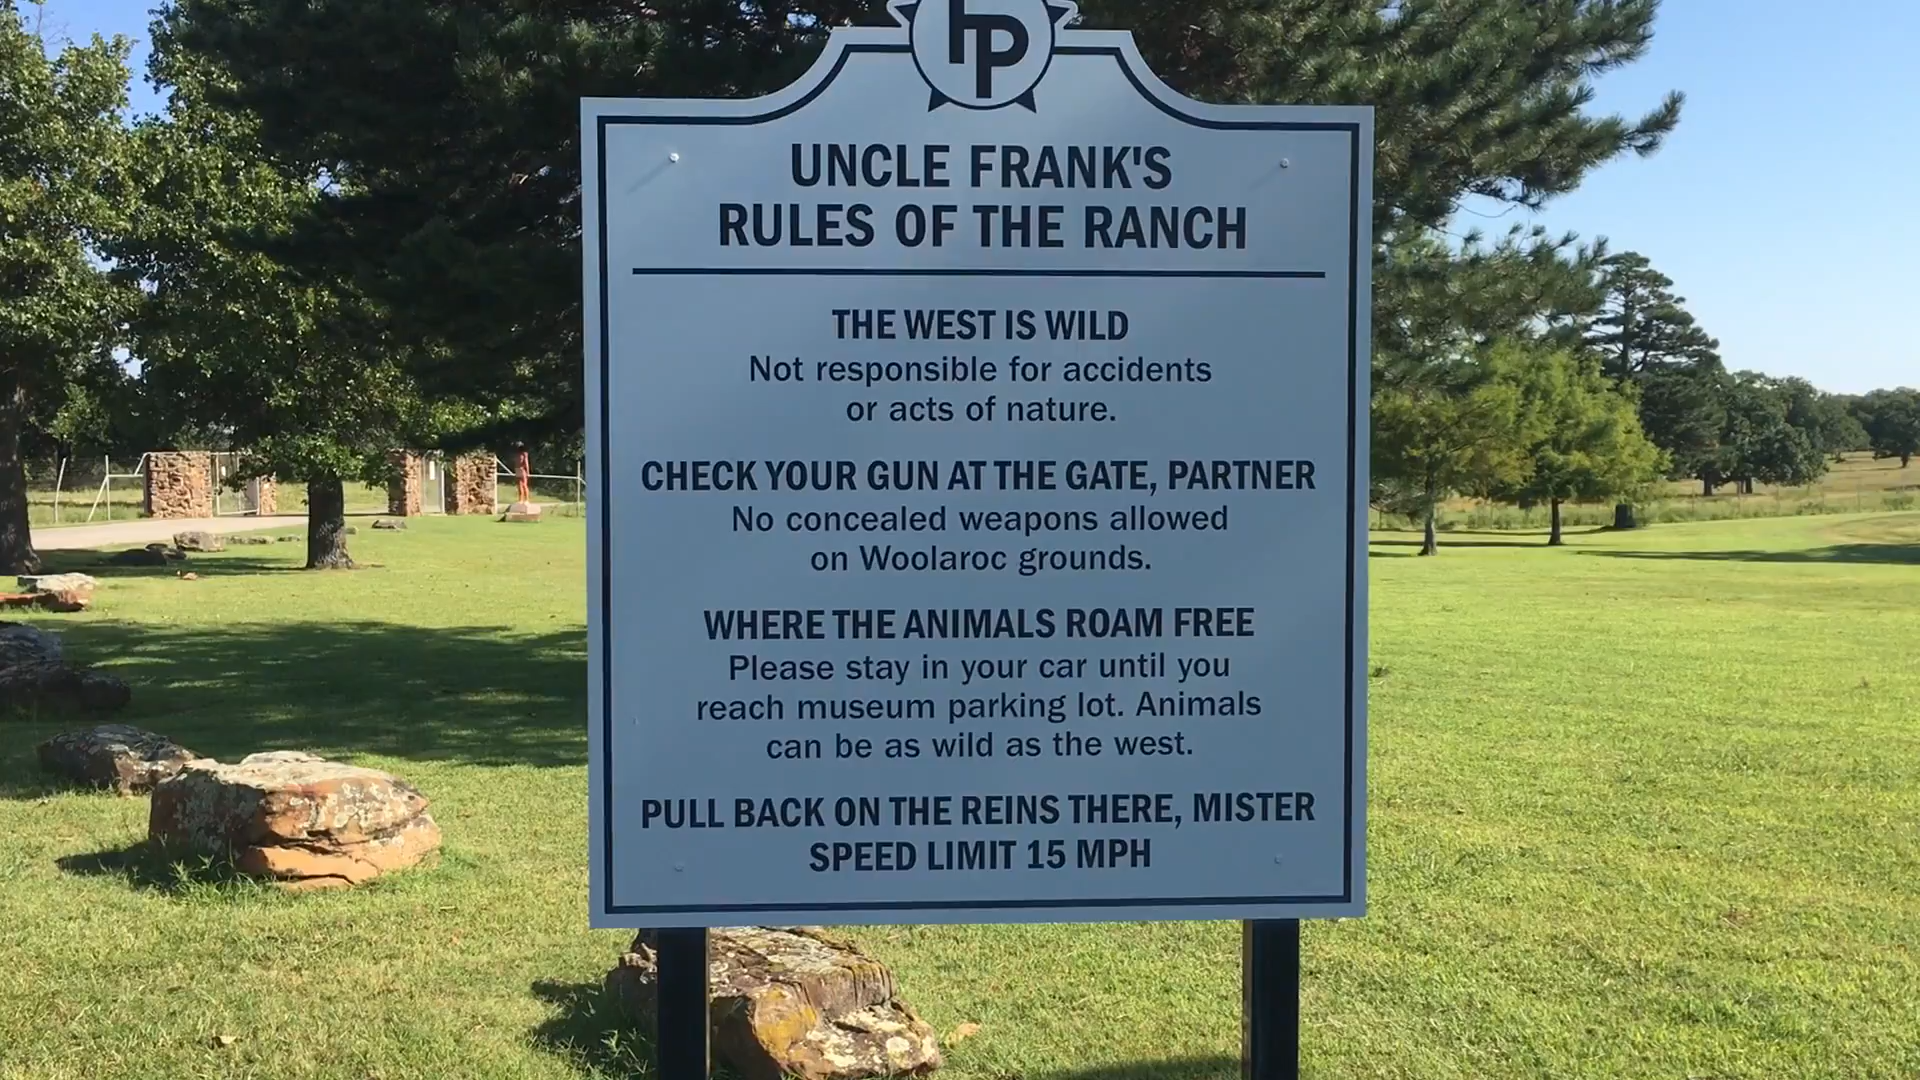 FP
UNCLE FRANK'S
RULES OF THE RANCH
THE WEST IS WILD
Not responsible for accidents
or acts of nature.
CHECK YOUR GUN AT THE GATE, PARTNER
No concealed weapons allowed
on Woolaroc grounds.
WHERE THE ANIMALS ROAM FREE
Please stay in your car until you
reach museum parking lot. Animals
can be as wild as the west.
PULL BACK ON THE REINS THERE, MISTER
SPEED LIMIT 15 MPH